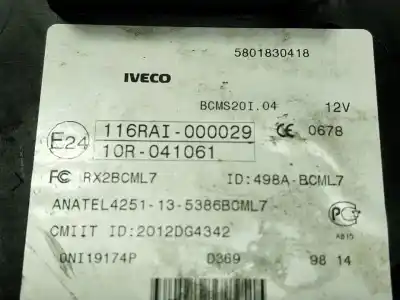 5801830418
IVECO
BCMS20I.04 12V
E24 116RAI-000029 CE 0678
10R-041061
FC RX2BCML7 ID:498A-BCML7
ANATEL4251-13-5386BCML7
CMIIT ID:2012DG4342
0NI19174P D369 98 14